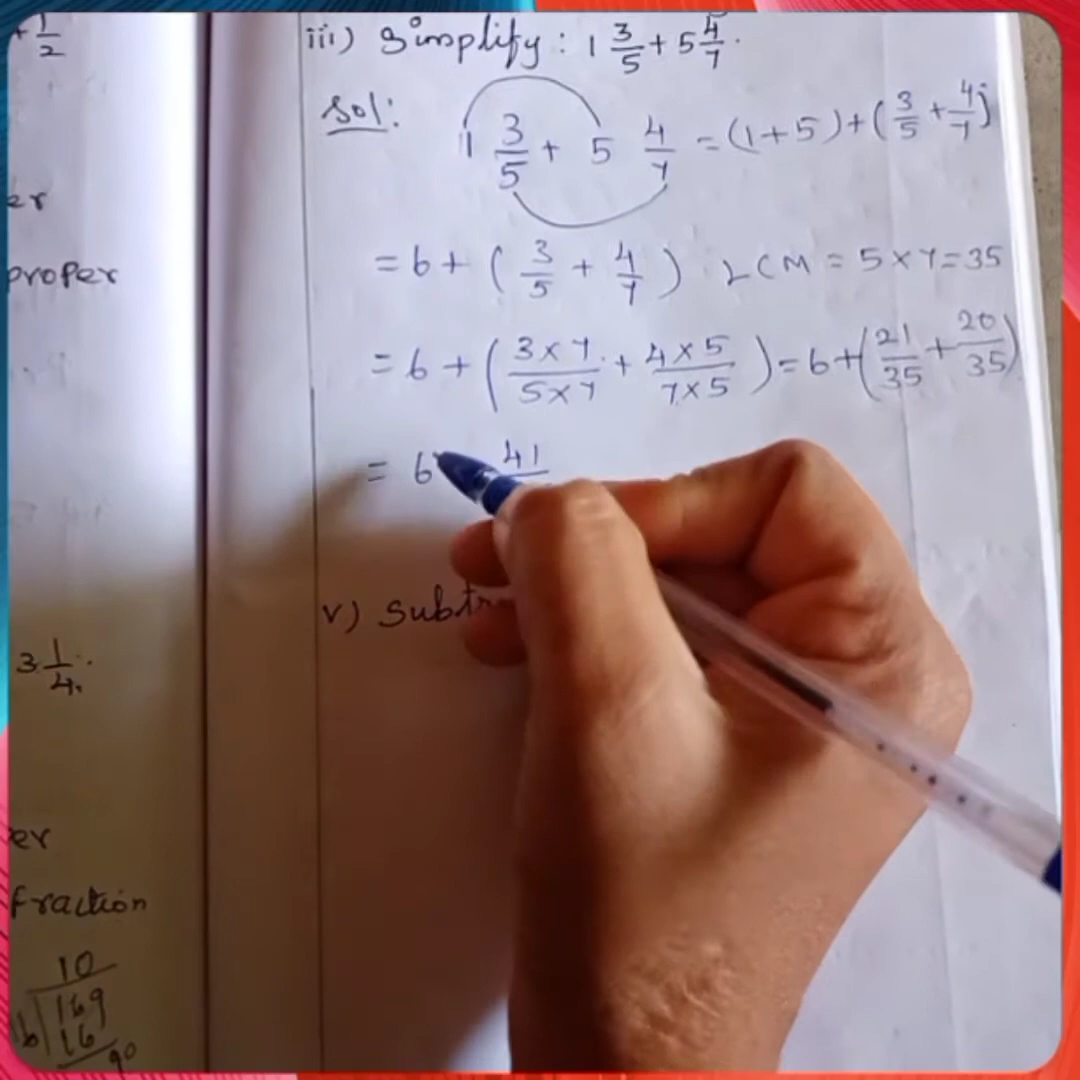 + 1/2
er
proper
3 1/4.
er
fraction
10
169
16
90
iii) Simplify: 1 3/5 + 5 4/7.
Sol:
1 3/5 + 5 4/7 = (1+5)+(3/5 + 4/7)
= 6 + (3/5 + 4/7) LCM = 5×7=35
= 6 + (3×7/5×7 + 4×5/7×5) = 6+(21/35 + 20/35)
= 6 41
v) Subtr